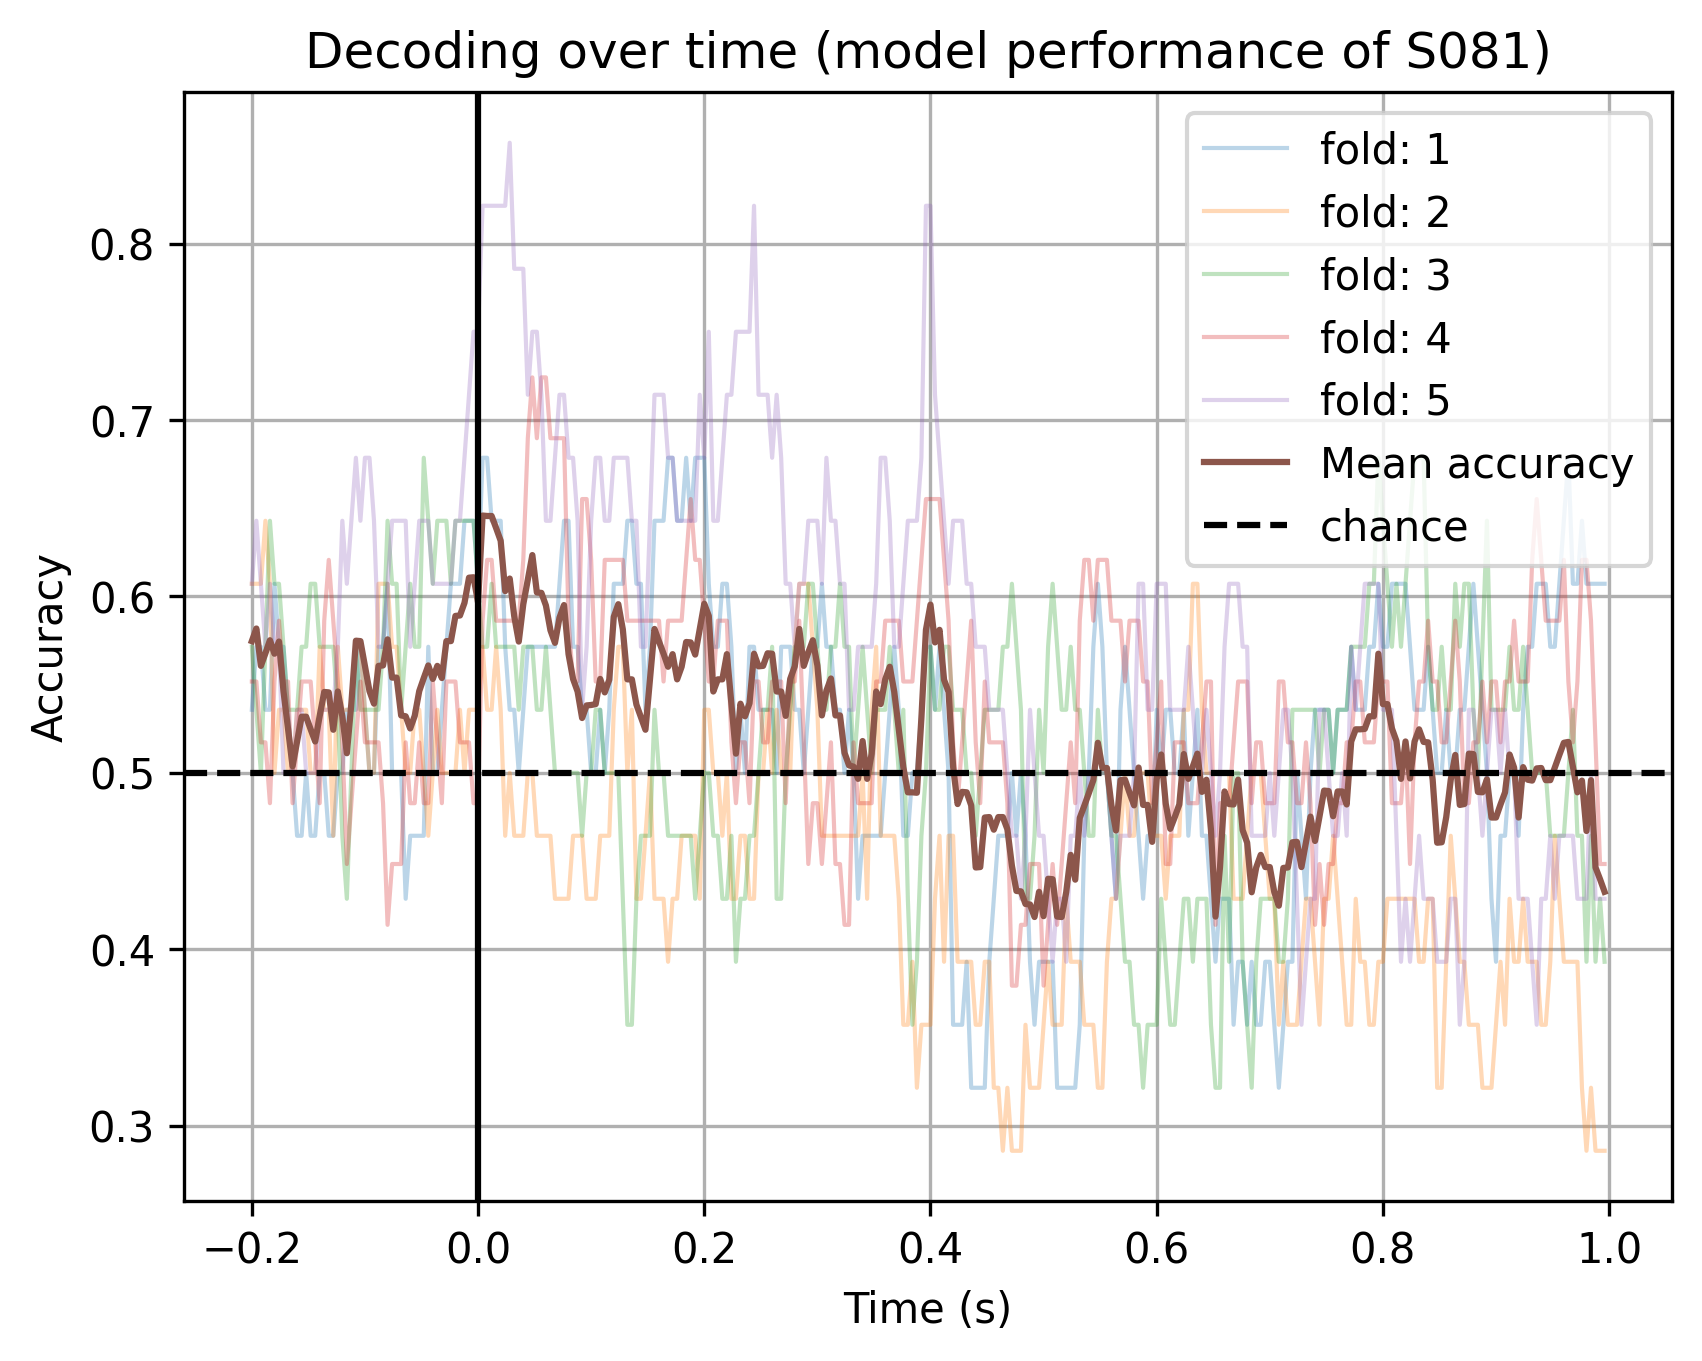 Decoding over time (model performance of S081)
fold: 1
fold: 2
fold: 3
fold: 4
fold: 5
Mean accuracy
chance
Accuracy
0.8
0.7
0.6
0.5
0.4
0.3
−0.2 0.0 0.2 0.4 0.6 0.8 1.0
Time (s)